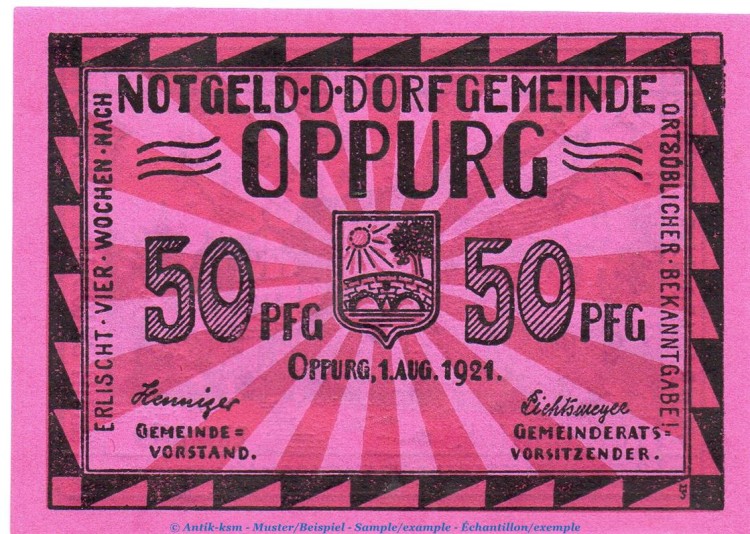 NOTGELD·D·DORFGEMEINDE
OPPURG
ERLISCHT·VIER·WOCHEN·NACH
ORTSÜBLICHER·BEKANNTGABE!
50 PFG
50 PFG
OPPURG, 1. AUG. 1921.
Henniger
GEMEINDE=
VORSTAND.
Lichtsmeyer
GEMEINDERATS=
VORSITZENDER.
© Antik-ksm - Muster/Beispiel - Sample/example - Échantillon/exemple